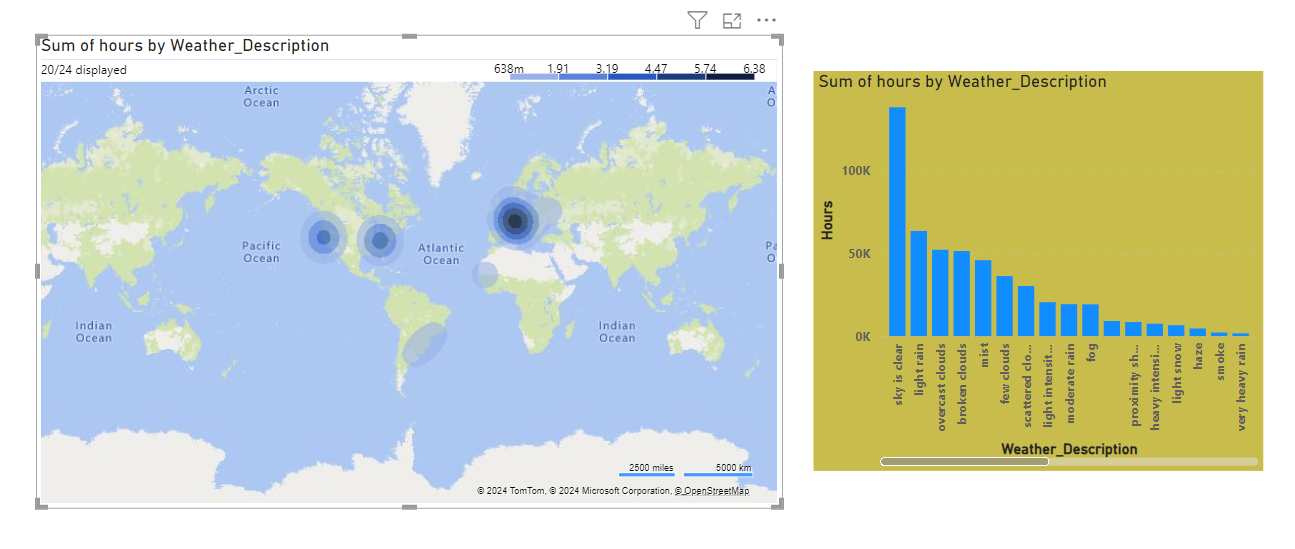 Sum of hours by Weather_Description
20/24 displayed
638m 1.91 3.19 4.47 5.74 6.38
Arctic
Ocean
A
O
Pacific
Ocean
Atlantic
Ocean
Pa
O
Indian
Ocean
Indian
Ocean
2500 miles 5000 km
© 2024 TomTom, © 2024 Microsoft Corporation, © OpenStreetMap
Sum of hours by Weather_Description
Hours
100K
50K
0K
sky is clear
light rain
overcast clouds
broken clouds
mist
few clouds
scattered clo...
light intensit...
moderate rain
fog
proximity sh...
heavy intensi...
light snow
haze
smoke
very heavy rain
Weather_Description